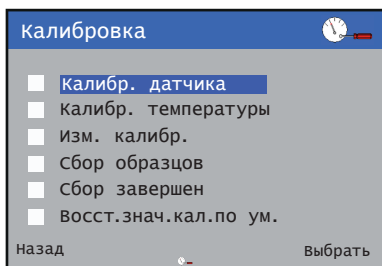 Калибровка
Калибр. датчика
Калибр. температуры
Изм. калибр.
Сбор образцов
Сбор завершен
Восст.знач.кал.по ум.
Назад Выбрать